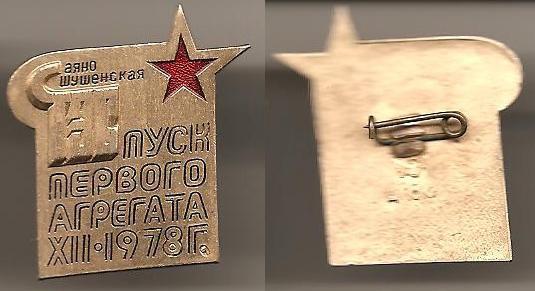 Саяно
Шушенская
ПУСК
ПЕРВОГО
АГРЕГАТА
XII·1978Г.